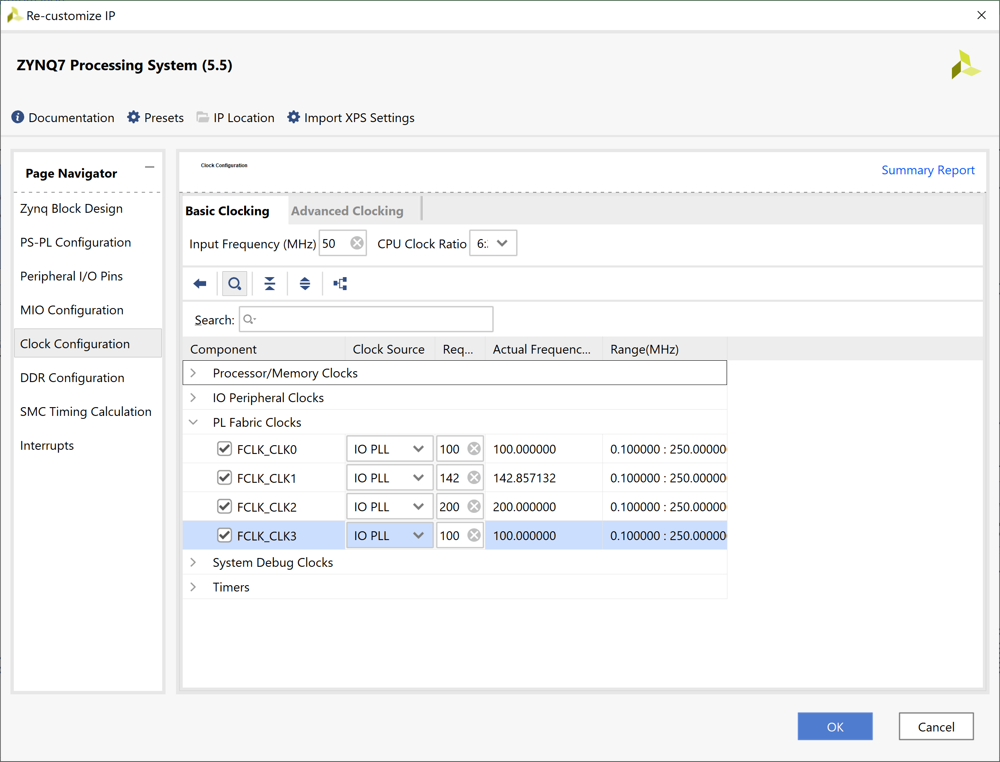 Re-customize IP
ZYNQ7 Processing System (5.5)
Documentation Presets IP Location Import XPS Settings
Page Navigator
Zynq Block Design
PS-PL Configuration
Peripheral I/O Pins
MIO Configuration
Clock Configuration
DDR Configuration
SMC Timing Calculation
Interrupts
Clock Configuration
Summary Report
Basic Clocking Advanced Clocking
Input Frequency (MHz) 50 CPU Clock Ratio 6:
Search:
Component Clock Source Req... Actual Frequenc... Range(MHz)
Processor/Memory Clocks
IO Peripheral Clocks
PL Fabric Clocks
FCLK_CLK0 IO PLL 100 100.000000 0.100000 : 250.00000
FCLK_CLK1 IO PLL 142 142.857132 0.100000 : 250.00000
FCLK_CLK2 IO PLL 200 200.000000 0.100000 : 250.00000
FCLK_CLK3 IO PLL 100 100.000000 0.100000 : 250.00000
System Debug Clocks
Timers
OK Cancel